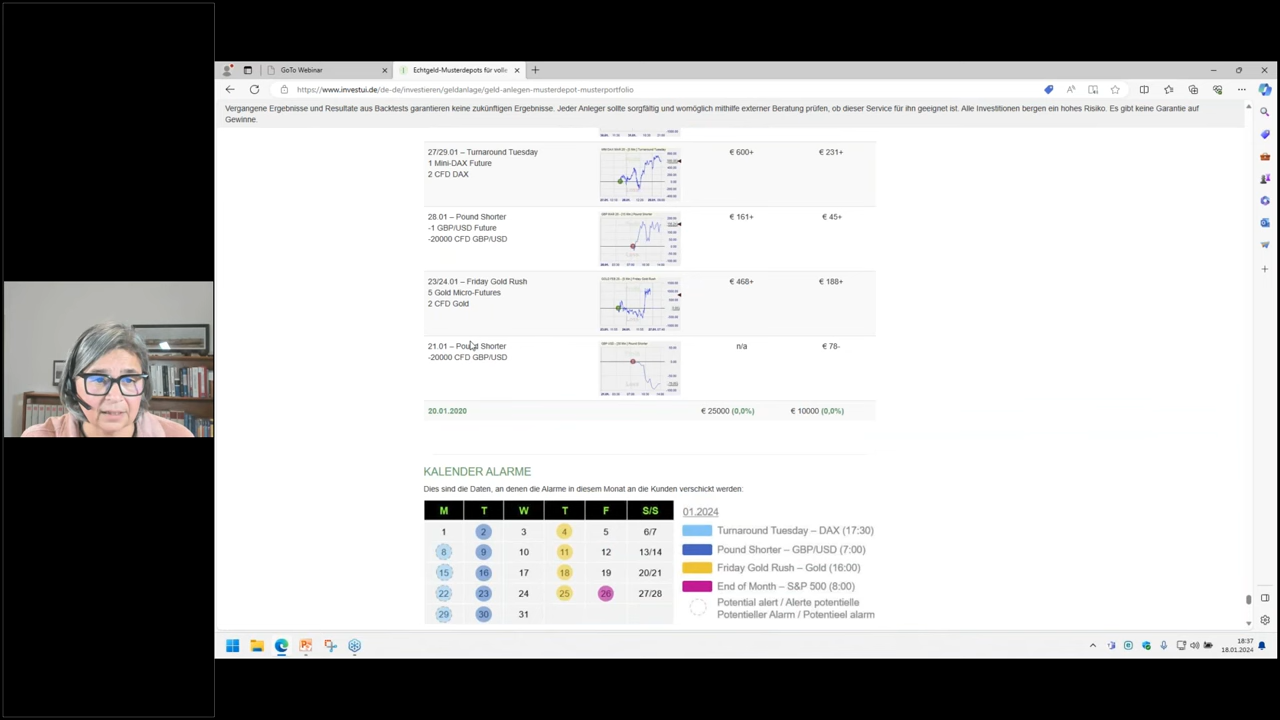 GoTo Webinar
Echtgeld-Musterdepots für volle
https://www.investui.de/de-de/investieren/geldanlage/geld-anlegen-musterdepot-musterportfolio
Vergangene Ergebnisse und Resultate aus Backtests garantieren keine zukünftigen Ergebnisse. Jeder Anleger sollte sorgfältig und womöglich mithilfe externer Beratung prüfen, ob dieser Service für ihn geeignet ist. Alle Investitionen bergen ein hohes Risiko. Es gibt keine Garantie auf
Gewinne.
27/29.01 – Turnaround Tuesday € 600+ € 231+
1 Mini-DAX Future
2 CFD DAX
28.01 – Pound Shorter € 161+ € 45+
-1 GBP/USD Future
-20000 CFD GBP/USD
23/24.01 – Friday Gold Rush € 468+ € 188+
5 Gold Micro-Futures
2 CFD Gold
21.01 – Pound Shorter n/a € 78-
-20000 CFD GBP/USD
20.01.2020 € 25000 (0,0%) € 10000 (0,0%)
KALENDER ALARME
Dies sind die Daten, an denen die Alarme in diesem Monat an die Kunden verschickt werden:
M T W T F S/S
1 2 3 4 5 6/7
8 9 10 11 12 13/14
15 16 17 18 19 20/21
22 23 24 25 26 27/28
29 30 31
01.2024
Turnaround Tuesday – DAX (17:30)
Pound Shorter – GBP/USD (7:00)
Friday Gold Rush – Gold (16:00)
End of Month – S&P 500 (8:00)
Potential alert / Alerte potentielle
Potentieller Alarm / Potentieel alarm
18:37
18.01.2024